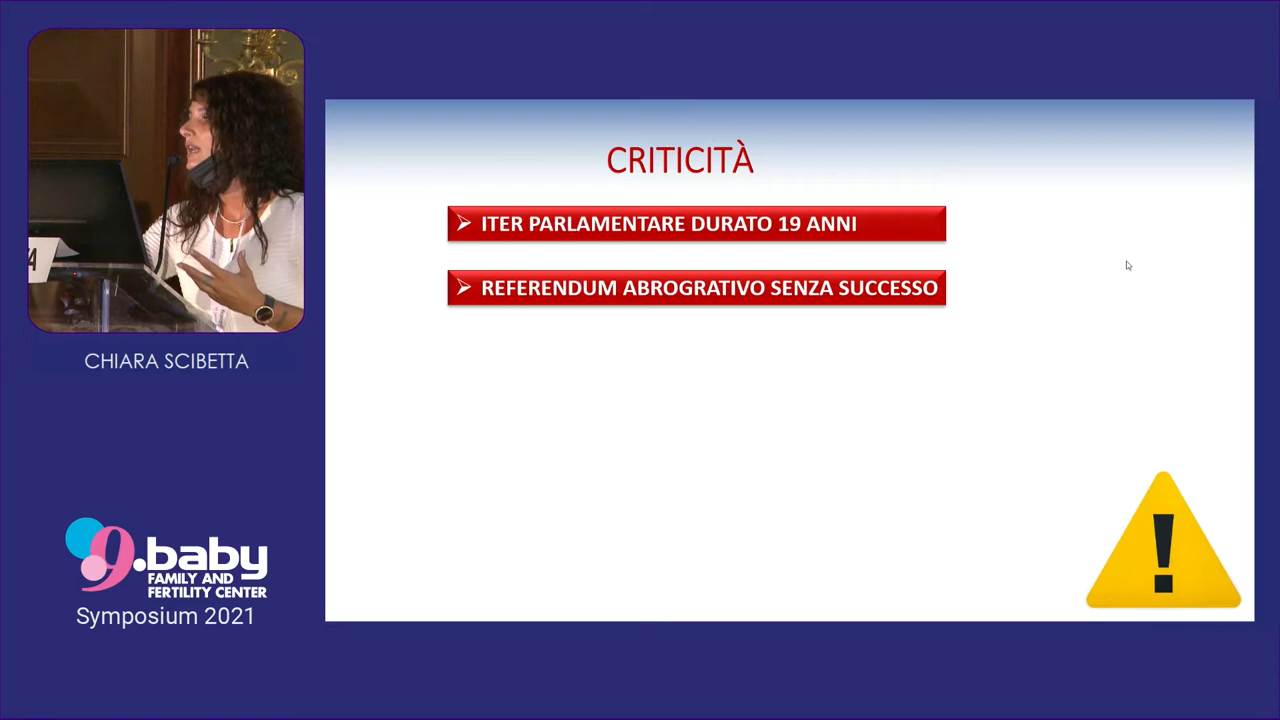 CRITICITÀ
ITER PARLAMENTARE DURATO 19 ANNI
REFERENDUM ABROGRATIVO SENZA SUCCESSO
CHIARA SCIBETTA
9.baby
FAMILY AND
FERTILITY CENTER
Symposium 2021